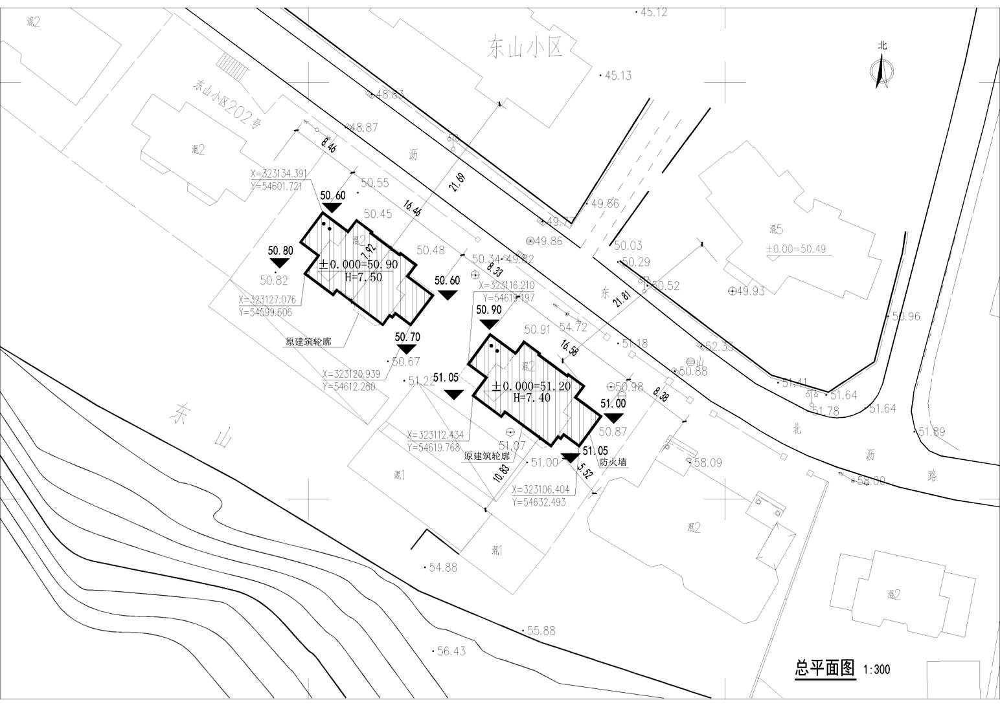 混2
45.12
东山小区
北
45.13
东山小区202号
48.83
48.87
混2
8.46
沥
X=323134.391
Y=54601.721
50.55
21.69
50.60
16.46
50.45
49.66
49.77
混5
±0.00=50.49
混2
7.92
49.86
50.03
50.29
50.80
50.48
50.34
49.82
±0.000=50.90
H=7.50
50.82
8.33
50.60
50.52
X=323116.210
Y=54619.197
东
49.93
X=323127.076
Y=54599.606
21.81
50.90
54.72
50.96
50.91
原建筑轮廓
50.70
16.58
51.18
52.33
50.67
混2
山
50.88
X=323120.939
Y=54612.280
51.22
51.05
±0.000=51.20
H=7.40
50.98
8.38
51.41
51.64
51.00
51.78
51.64
东
山
50.87
北
51.89
X=323112.434
Y=54619.768
51.07
51.05
原建筑轮廓
51.00
防火墙
58.09
沥
路
混1
10.83
5.52
58.00
X=323106.404
Y=54632.493
混2
混1
54.88
混2
55.88
56.43
总平面图 1:300